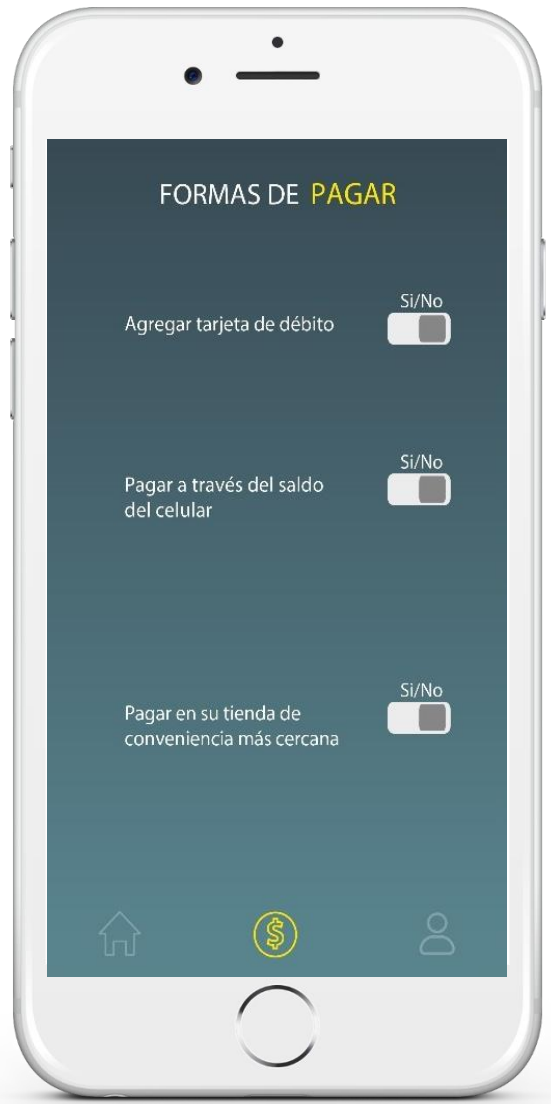 FORMAS DE PAGAR
Si/No
Agregar tarjeta de débito
Si/No
Pagar a través del saldo
del celular
Si/No
Pagar en su tienda de
conveniencia más cercana
$